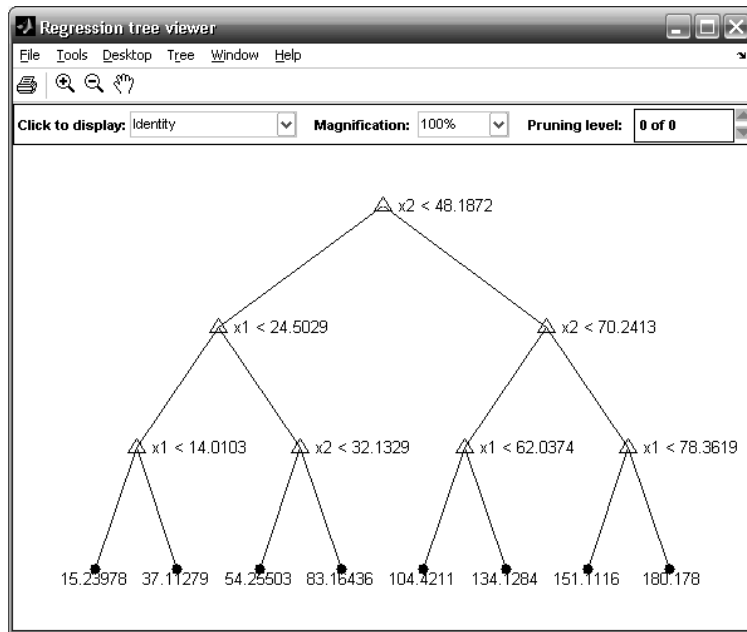 Regression tree viewer
File Tools Desktop Tree Window Help
Click to display: Identity Magnification: 100% Pruning level: 0 of 0
x2 < 48.1872
x1 < 24.5029 x2 < 70.2413
x1 < 14.0103 x2 < 32.1329 x1 < 62.0374 x1 < 78.3619
15.23978 37.11279 54.25503 83.16436 104.4211 134.1284 151.1116 180.178